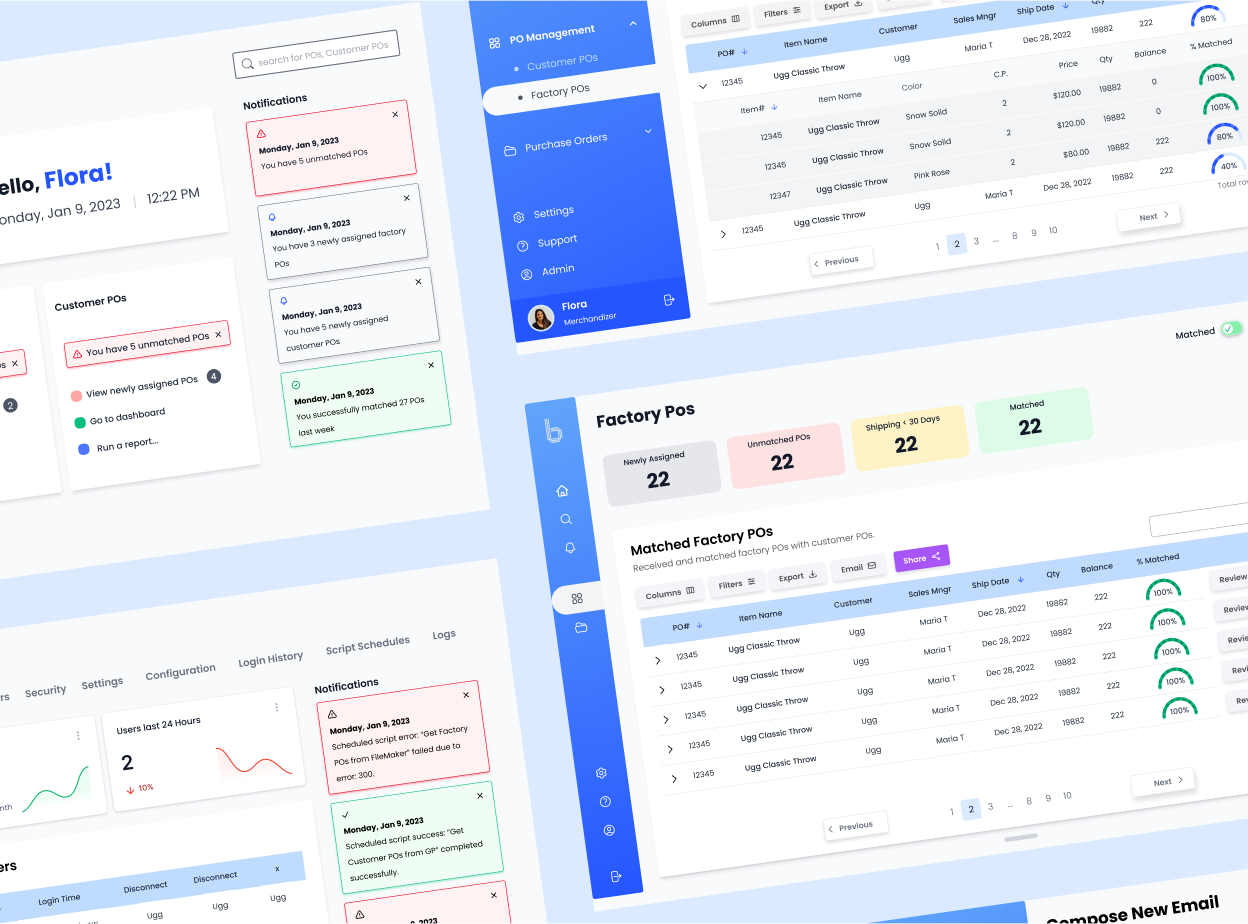 search for POs, Customer POs
Notifications
Monday, Jan 9, 2023
You have 5 unmatched POs
Monday, Jan 9, 2023
You have 3 newly assigned factory
POs
Monday, Jan 9, 2023
You have 5 newly assigned
customer POs
Monday, Jan 9, 2023
You successfully matched 27 POs
last week
ello, Flora!
onday, Jan 9, 2023 | 12:22 PM
Os
2
Customer POs
You have 5 unmatched POs
View newly assigned POs 4
Go to dashboard
Run a report...
PO Management
Customer POs
Factory POs
Purchase Orders
Settings
Support
Admin
Flora
Merchandizer
Columns Filters Export
PO# Item Name Customer Sales Mngr Ship Date Qty
12345 Ugg Classic Throw Ugg Maria T Dec 28, 2022 19882 222 80%
Item# Item Name Color C.P. Price Qty Balance % Matched
12345 Ugg Classic Throw Snow Solid 2 $120.00 19882 0 100%
12345 Ugg Classic Throw Snow Solid 2 $120.00 19882 0 100%
12347 Ugg Classic Throw Pink Rose 2 $80.00 19882 222 80%
12345 Ugg Classic Throw Ugg Maria T Dec 28, 2022 19882 222 40%
Total ro
Previous 1 2 3 ... 8 9 10 Next
Matched
Factory Pos
Newly Assigned
22
Unmatched POs
22
Shipping < 30 Days
22
Matched
22
Matched Factory POs
Received and matched factory POs with customer POs.
Columns Filters Export Email Share
PO# Item Name Customer Sales Mngr Ship Date Qty Balance % Matched
12345 Ugg Classic Throw Ugg Maria T Dec 28, 2022 19882 222 100% Review
12345 Ugg Classic Throw Ugg Maria T Dec 28, 2022 19882 222 100% Review
12345 Ugg Classic Throw Ugg Maria T Dec 28, 2022 19882 222 100% Revie
12345 Ugg Classic Throw Ugg Maria T Dec 28, 2022 19882 222 100% Revie
12345 Ugg Classic Throw Ugg Maria T Dec 28, 2022 19882 222 100% Rev
Previous 1 2 3 ... 8 9 10 Next
rs Security Settings Configuration Login History Script Schedules Logs
onth
Users last 24 Hours
2
10%
Notifications
Monday, Jan 9, 2023
Scheduled script error: “Get Factory
POs from FileMaker” failed due to
error: 300.
Monday, Jan 9, 2023
Scheduled script success: “Get
Customer POs from GP” completed
successfully.
2023
ers
Login Time Disconnect Disconnect x
Ugg Ugg Ugg
Compose New Email